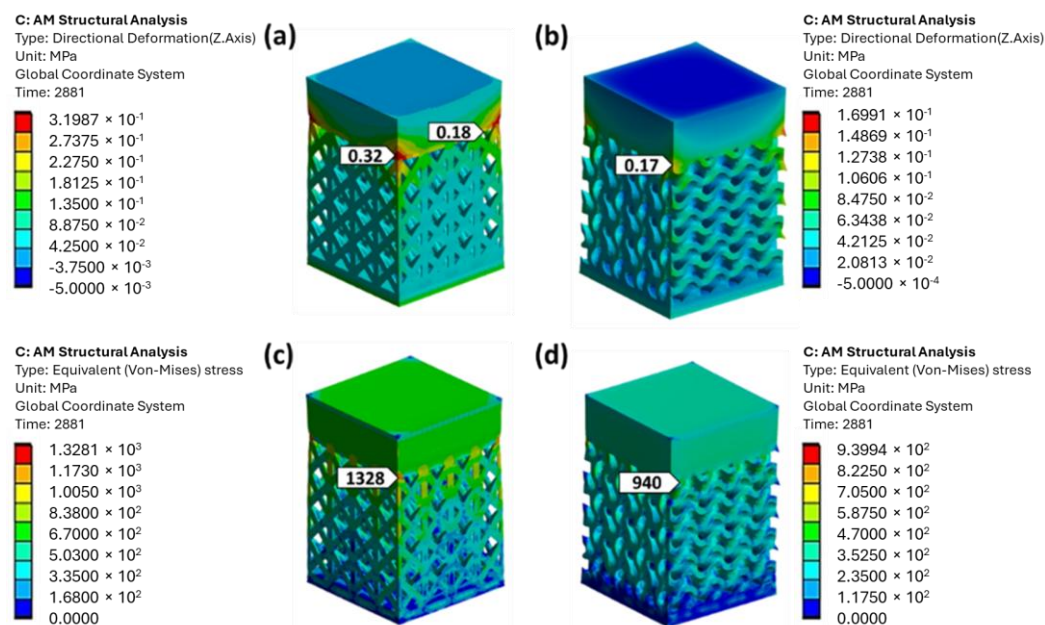 C: AM Structural Analysis
Type: Directional Deformation(Z.Axis)
Unit: MPa
Global Coordinate System
Time: 2881
3.1987 × 10⁻¹
2.7375 × 10⁻¹
2.2750 × 10⁻¹
1.8125 × 10⁻¹
1.3500 × 10⁻¹
8.8750 × 10⁻²
4.2500 × 10⁻²
-3.7500 × 10⁻³
-5.0000 × 10⁻³
(a)
0.18
0.32
(b)
0.17
C: AM Structural Analysis
Type: Directional Deformation(Z.Axis)
Unit: MPa
Global Coordinate System
Time: 2881
1.6991 × 10⁻¹
1.4869 × 10⁻¹
1.2738 × 10⁻¹
1.0606 × 10⁻¹
8.4750 × 10⁻²
6.3438 × 10⁻²
4.2125 × 10⁻²
2.0813 × 10⁻²
-5.0000 × 10⁻⁴
C: AM Structural Analysis
Type: Equivalent (Von-Mises) stress
Unit: MPa
Global Coordinate System
Time: 2881
1.3281 × 10³
1.1730 × 10³
1.0050 × 10³
8.3800 × 10²
6.7000 × 10²
5.0300 × 10²
3.3500 × 10²
1.6800 × 10²
0.0000
(c)
1328
(d)
940
C: AM Structural Analysis
Type: Equivalent (Von-Mises) stress
Unit: MPa
Global Coordinate System
Time: 2881
9.3994 × 10²
8.2250 × 10²
7.0500 × 10²
5.8750 × 10²
4.7000 × 10²
3.5250 × 10²
2.3500 × 10²
1.1750 × 10²
0.0000